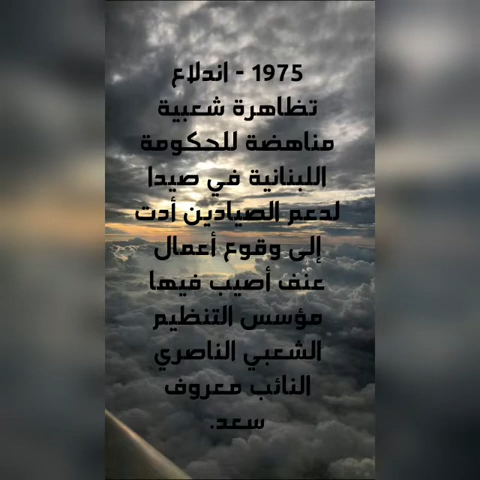 1975 - اندلاع
تظاهرة شعبية
مناهضة للحكومة
اللبنانية في صيدا
لدعم الصيادين أدت
إلى وقوع أعمال
عنف أصيب فيها
مؤسس التنظيم
الشعبي الناصري
النائب معروف
سعد.